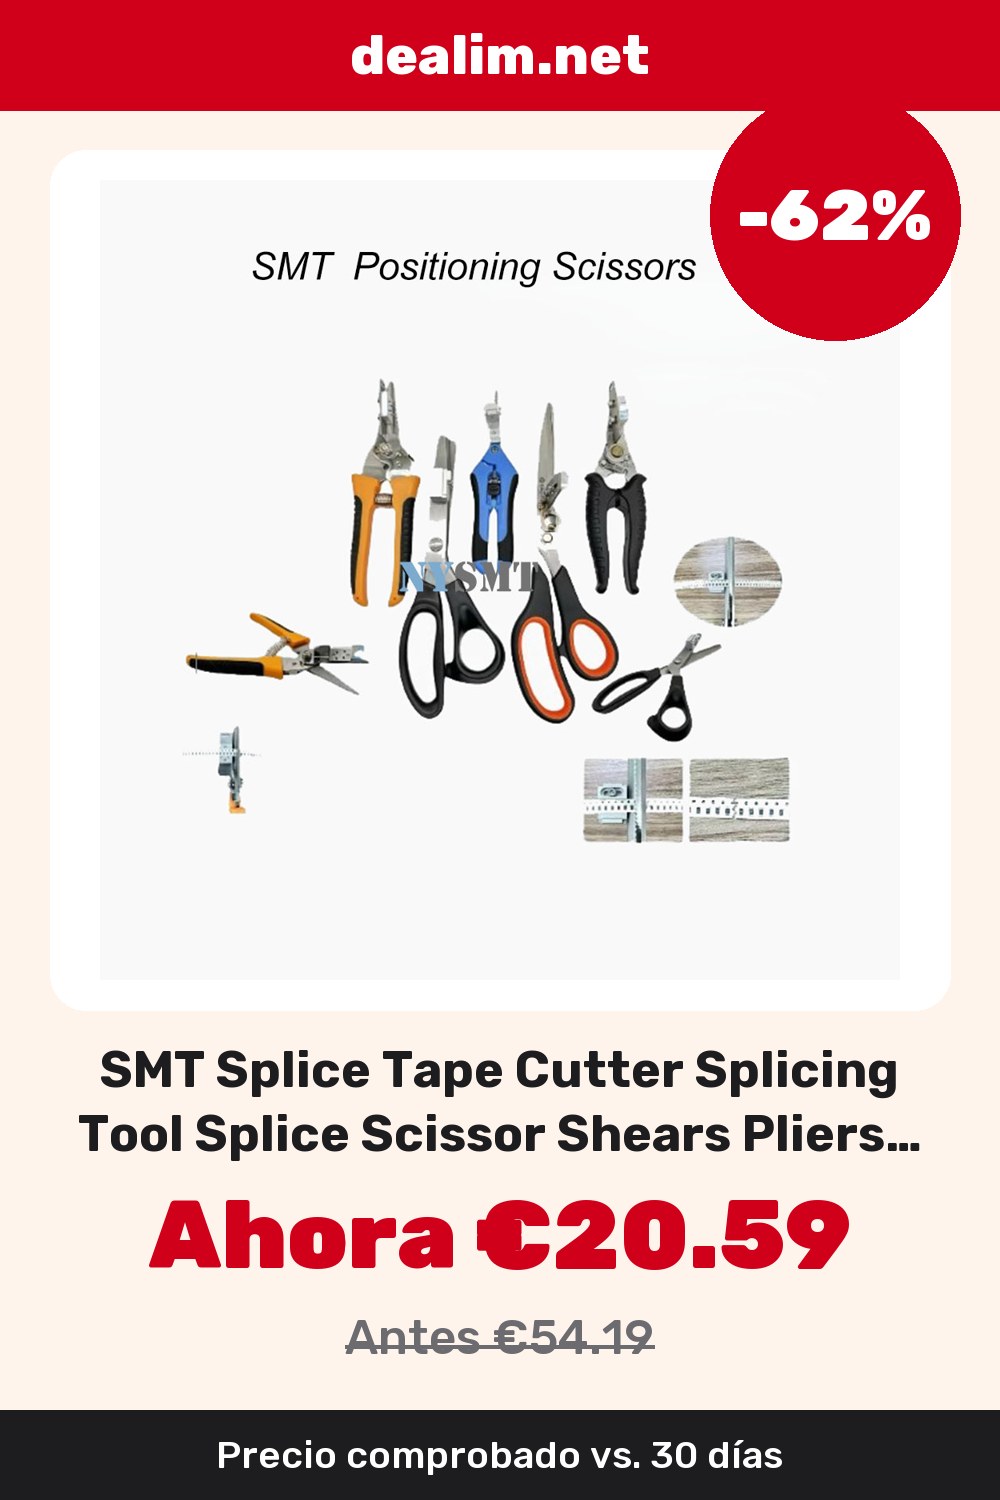 dealim.net
-62%
SMT Positioning Scissors
NYSMT
SMT Splice Tape Cutter Splicing
Tool Splice Scissor Shears Pliers...
Ahora €20.59
Antes €54.19
Precio comprobado vs. 30 días